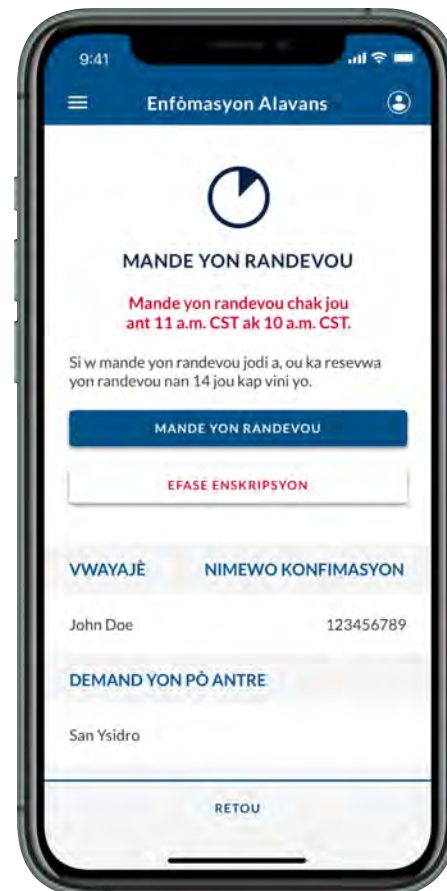 9:41
Enfòmasyon Alavans
MANDE YON RANDEVOU
Mande yon randevou chak jou
ant 11 a.m. CST ak 10 a.m. CST.
Si w mande yon randevou jodi a, ou ka resevwa
yon randevou nan 14 jou kap vini yo.
MANDE YON RANDEVOU
EFASE ENSKRIPSYON
VWAYAJÈ NIMEWO KONFIMASYON
John Doe 123456789
DEMAND YON PÒ ANTRE
San Ysidro
RETOU